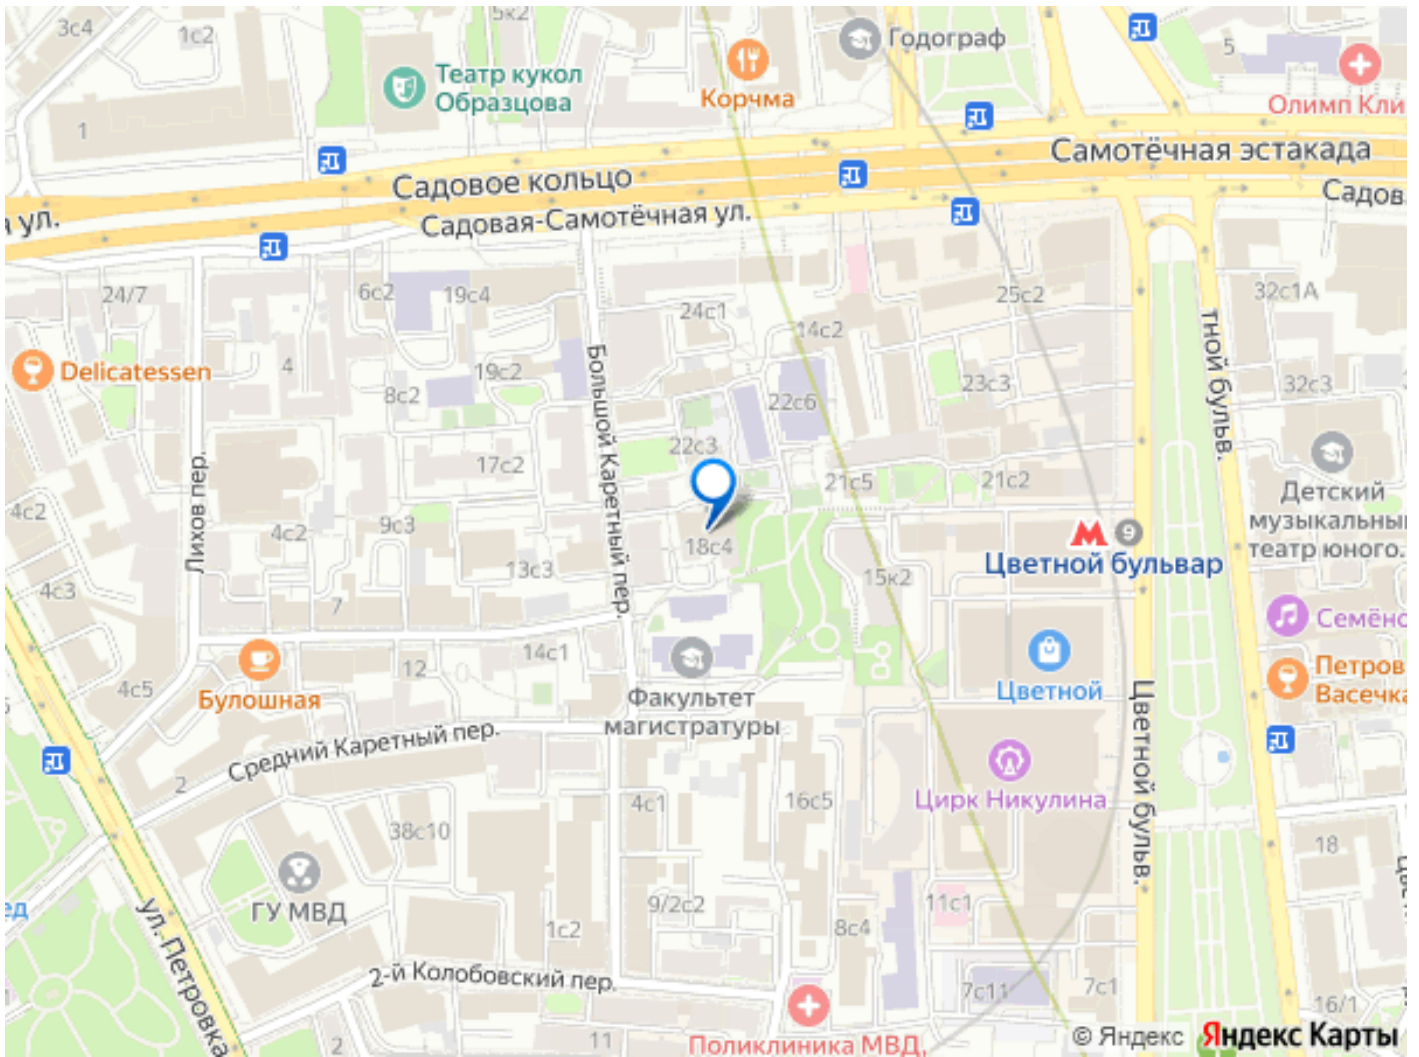 3с4
1с2
5к2
Годограф
5
Театр кукол
Образцова
Корчма
Олимп Кли
1
Самотёчная эстакада
Садовое кольцо
Садов
а ул.
Садовая-Самотёчная ул.
24/7
6с2
19с4
24с1
14с2
25с2
32с1А
тной бульв.
Delicatessen
4
19с2
8с2
22с6
23с3
32с3
Большой Каретный пер.
22с3
17с2
21с5
21с2
Детский
музыкальны
театр юного..
Лихов пер.
4с2
4с2
9с3
18с4
9
Цветной бульвар
13с3
15к2
4с3
7
Семёно
14с1
12
Булошная
4с5
Факультет
магистратуры
Цветной
Петров
Васечка
Средний Каретный пер.
Цветной бульв.
2
4с1
16с5
Цирк Никулина
38с10
18
ГУ МВД
9/2с2
11с1
8с4
1с2
ед
ул. Петровка
2-й Колобовский пер.
7с11
7с1
16/1
2
11
Поликлиника МВД,
© Яндекс
Яндекс Карты